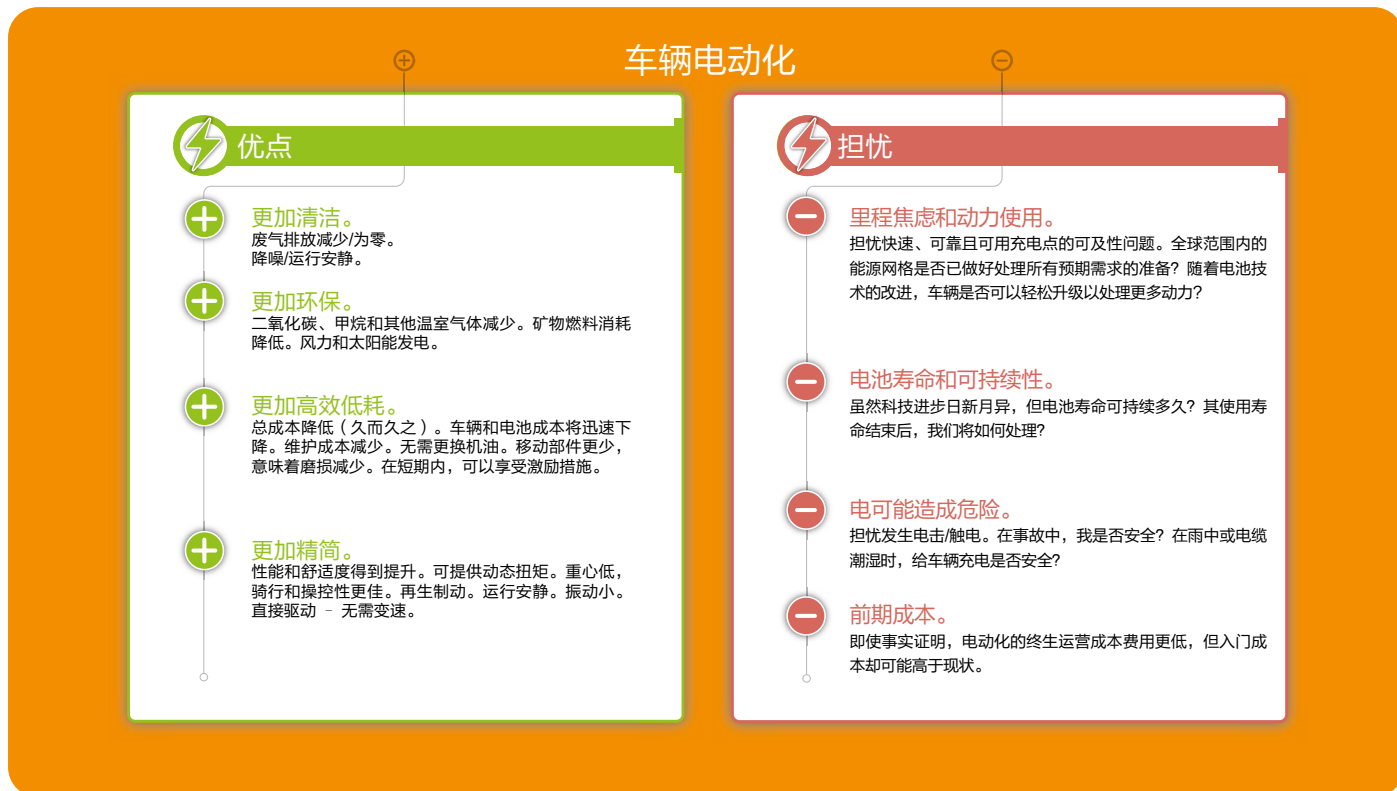 车辆电动化
优点
更加清洁。
废气排放减少/为零。
降噪/运行安静。
更加环保。
二氧化碳、甲烷和其他温室气体减少。矿物燃料消耗
降低。风力和太阳能发电。
更加高效低耗。
总成本降低（久而久之）。车辆和电池成本将迅速下
降。维护成本减少。无需更换机油。移动部件更少，
意味着磨损减少。在短期内，可以享受激励措施。
更加精简。
性能和舒适度得到提升。可提供动态扭矩。重心低，
骑行和操控性更佳。再生制动。运行安静。振动小。
直接驱动 – 无需变速。
担忧
里程焦虑和动力使用。
担忧快速、可靠且可用充电点的可及性问题。全球范围内的
能源网格是否已做好处理所有预期需求的准备？随着电池技
术的改进，车辆是否可以轻松升级以处理更多动力？
电池寿命和可持续性。
虽然科技进步日新月异，但电池寿命可持续多久？其使用寿
命结束后，我们将如何处理？
电可能造成危险。
担忧发生电击/触电。在事故中，我是否安全？在雨中或电缆
潮湿时，给车辆充电是否安全？
前期成本。
即使事实证明，电动化的终生运营成本费用更低，但入门成
本却可能高于现状。